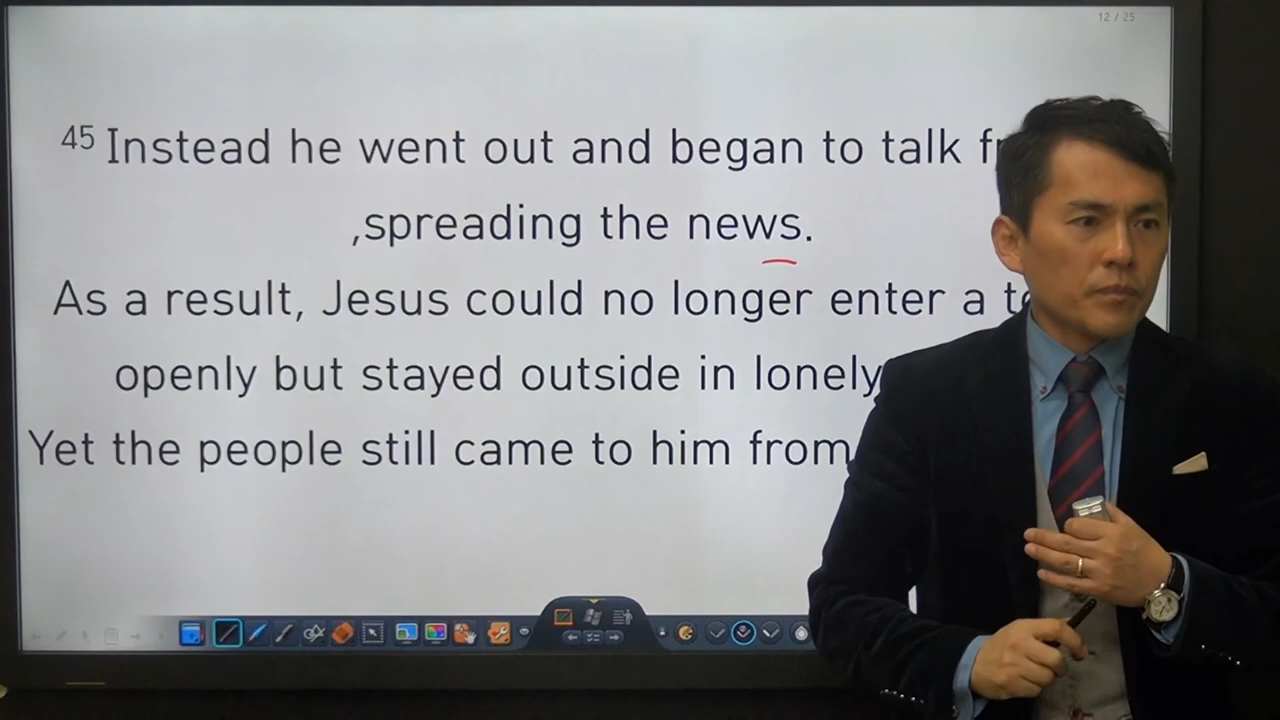 12 / 25
45 Instead he went out and began to talk
,spreading the news.
As a result, Jesus could no longer enter a
openly but stayed outside in lonely
Yet the people still came to him from